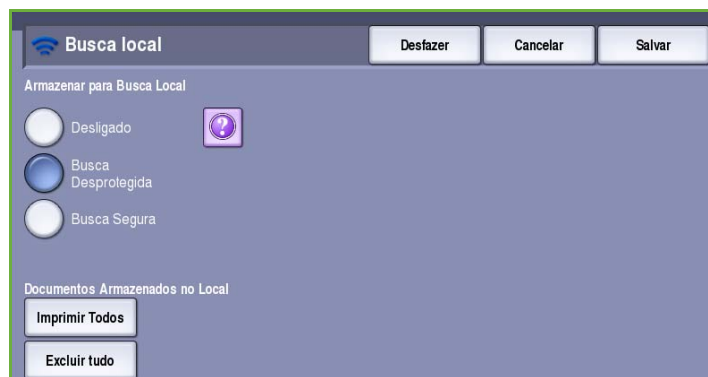 Busca local
Desfazer
Cancelar
Salvar
Armazenar para Busca Local
Desligado
?
Busca
Desprotegida
Busca Segura
Documentos Armazenados no Local
Imprimir Todos
Excluir tudo